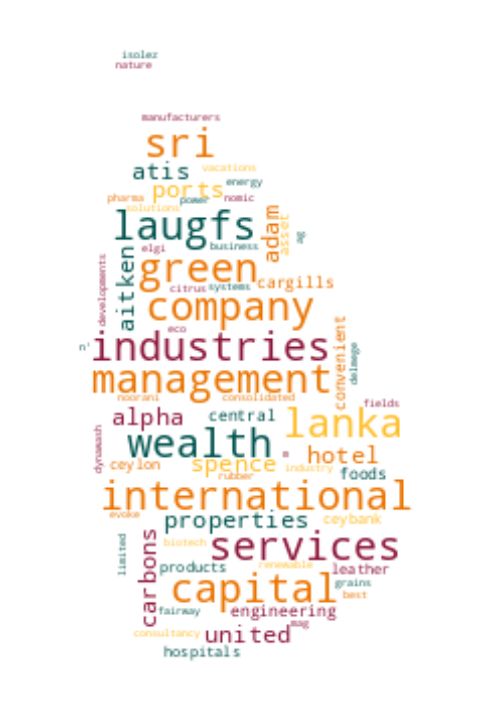 isolez
nature
manufacturers
sri
atis
vacations
energy
ports
pharma
power
nomic
solutions
laugfs
adam
asset
ag
elgi
business
aitken
green
developments
citrus
systems
cargills
company
eco
n'
industries
convenient
delmege
management
noorani
consolidated
fields
alpha
central
lanka
dynawash
wealth
m
hotel
ceylon
spence
industry
foods
rubber
international
evoke
properties
ceybank
limited
carbons
biotech
services
products
renewable
leather
capital
grains
best
fairway
engineering
mag
consultancy
united
hospitals